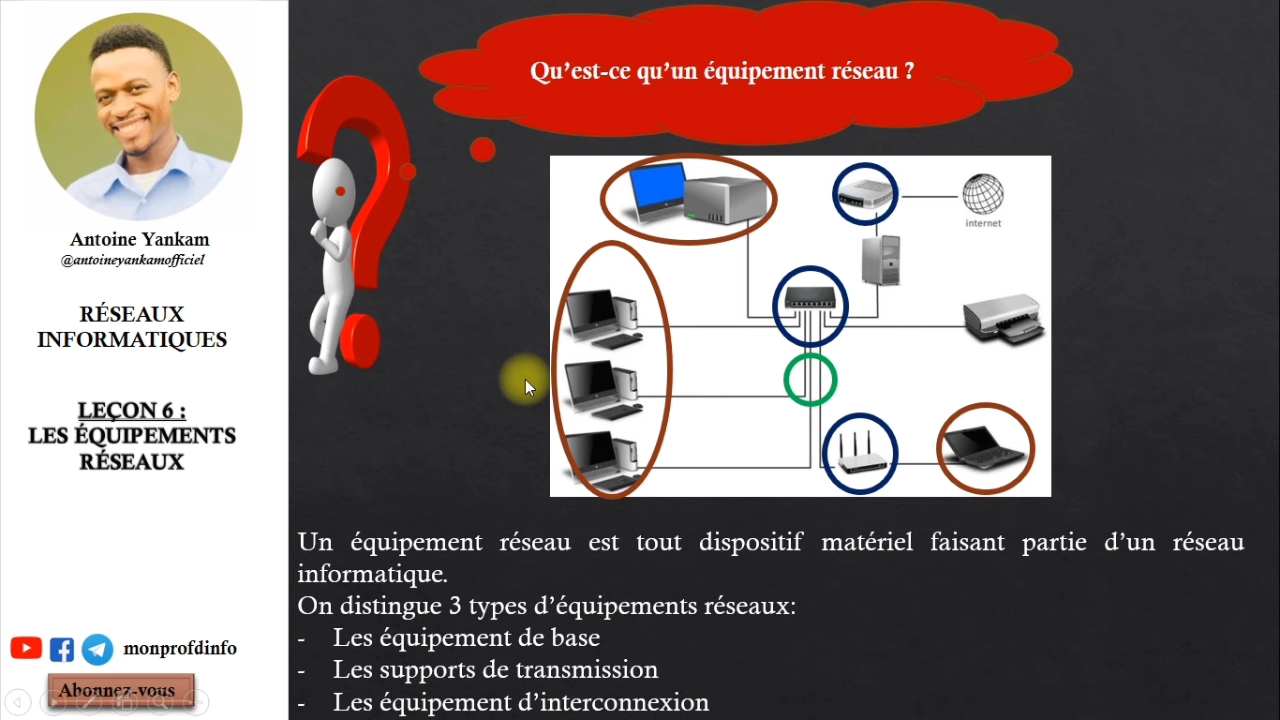 Qu’est-ce qu’un équipement réseau ?
internet
Antoine Yankam
@antoineyankamofficiel
RÉSEAUX
INFORMATIQUES
LEÇON 6 :
LES ÉQUIPEMENTS
RÉSEAUX
Un équipement réseau est tout dispositif matériel faisant partie d’un réseau
informatique.
On distingue 3 types d’équipements réseaux:
- Les équipement de base
- Les supports de transmission
- Les équipement d’interconnexion
monprofdinfo
Abonnez-vous